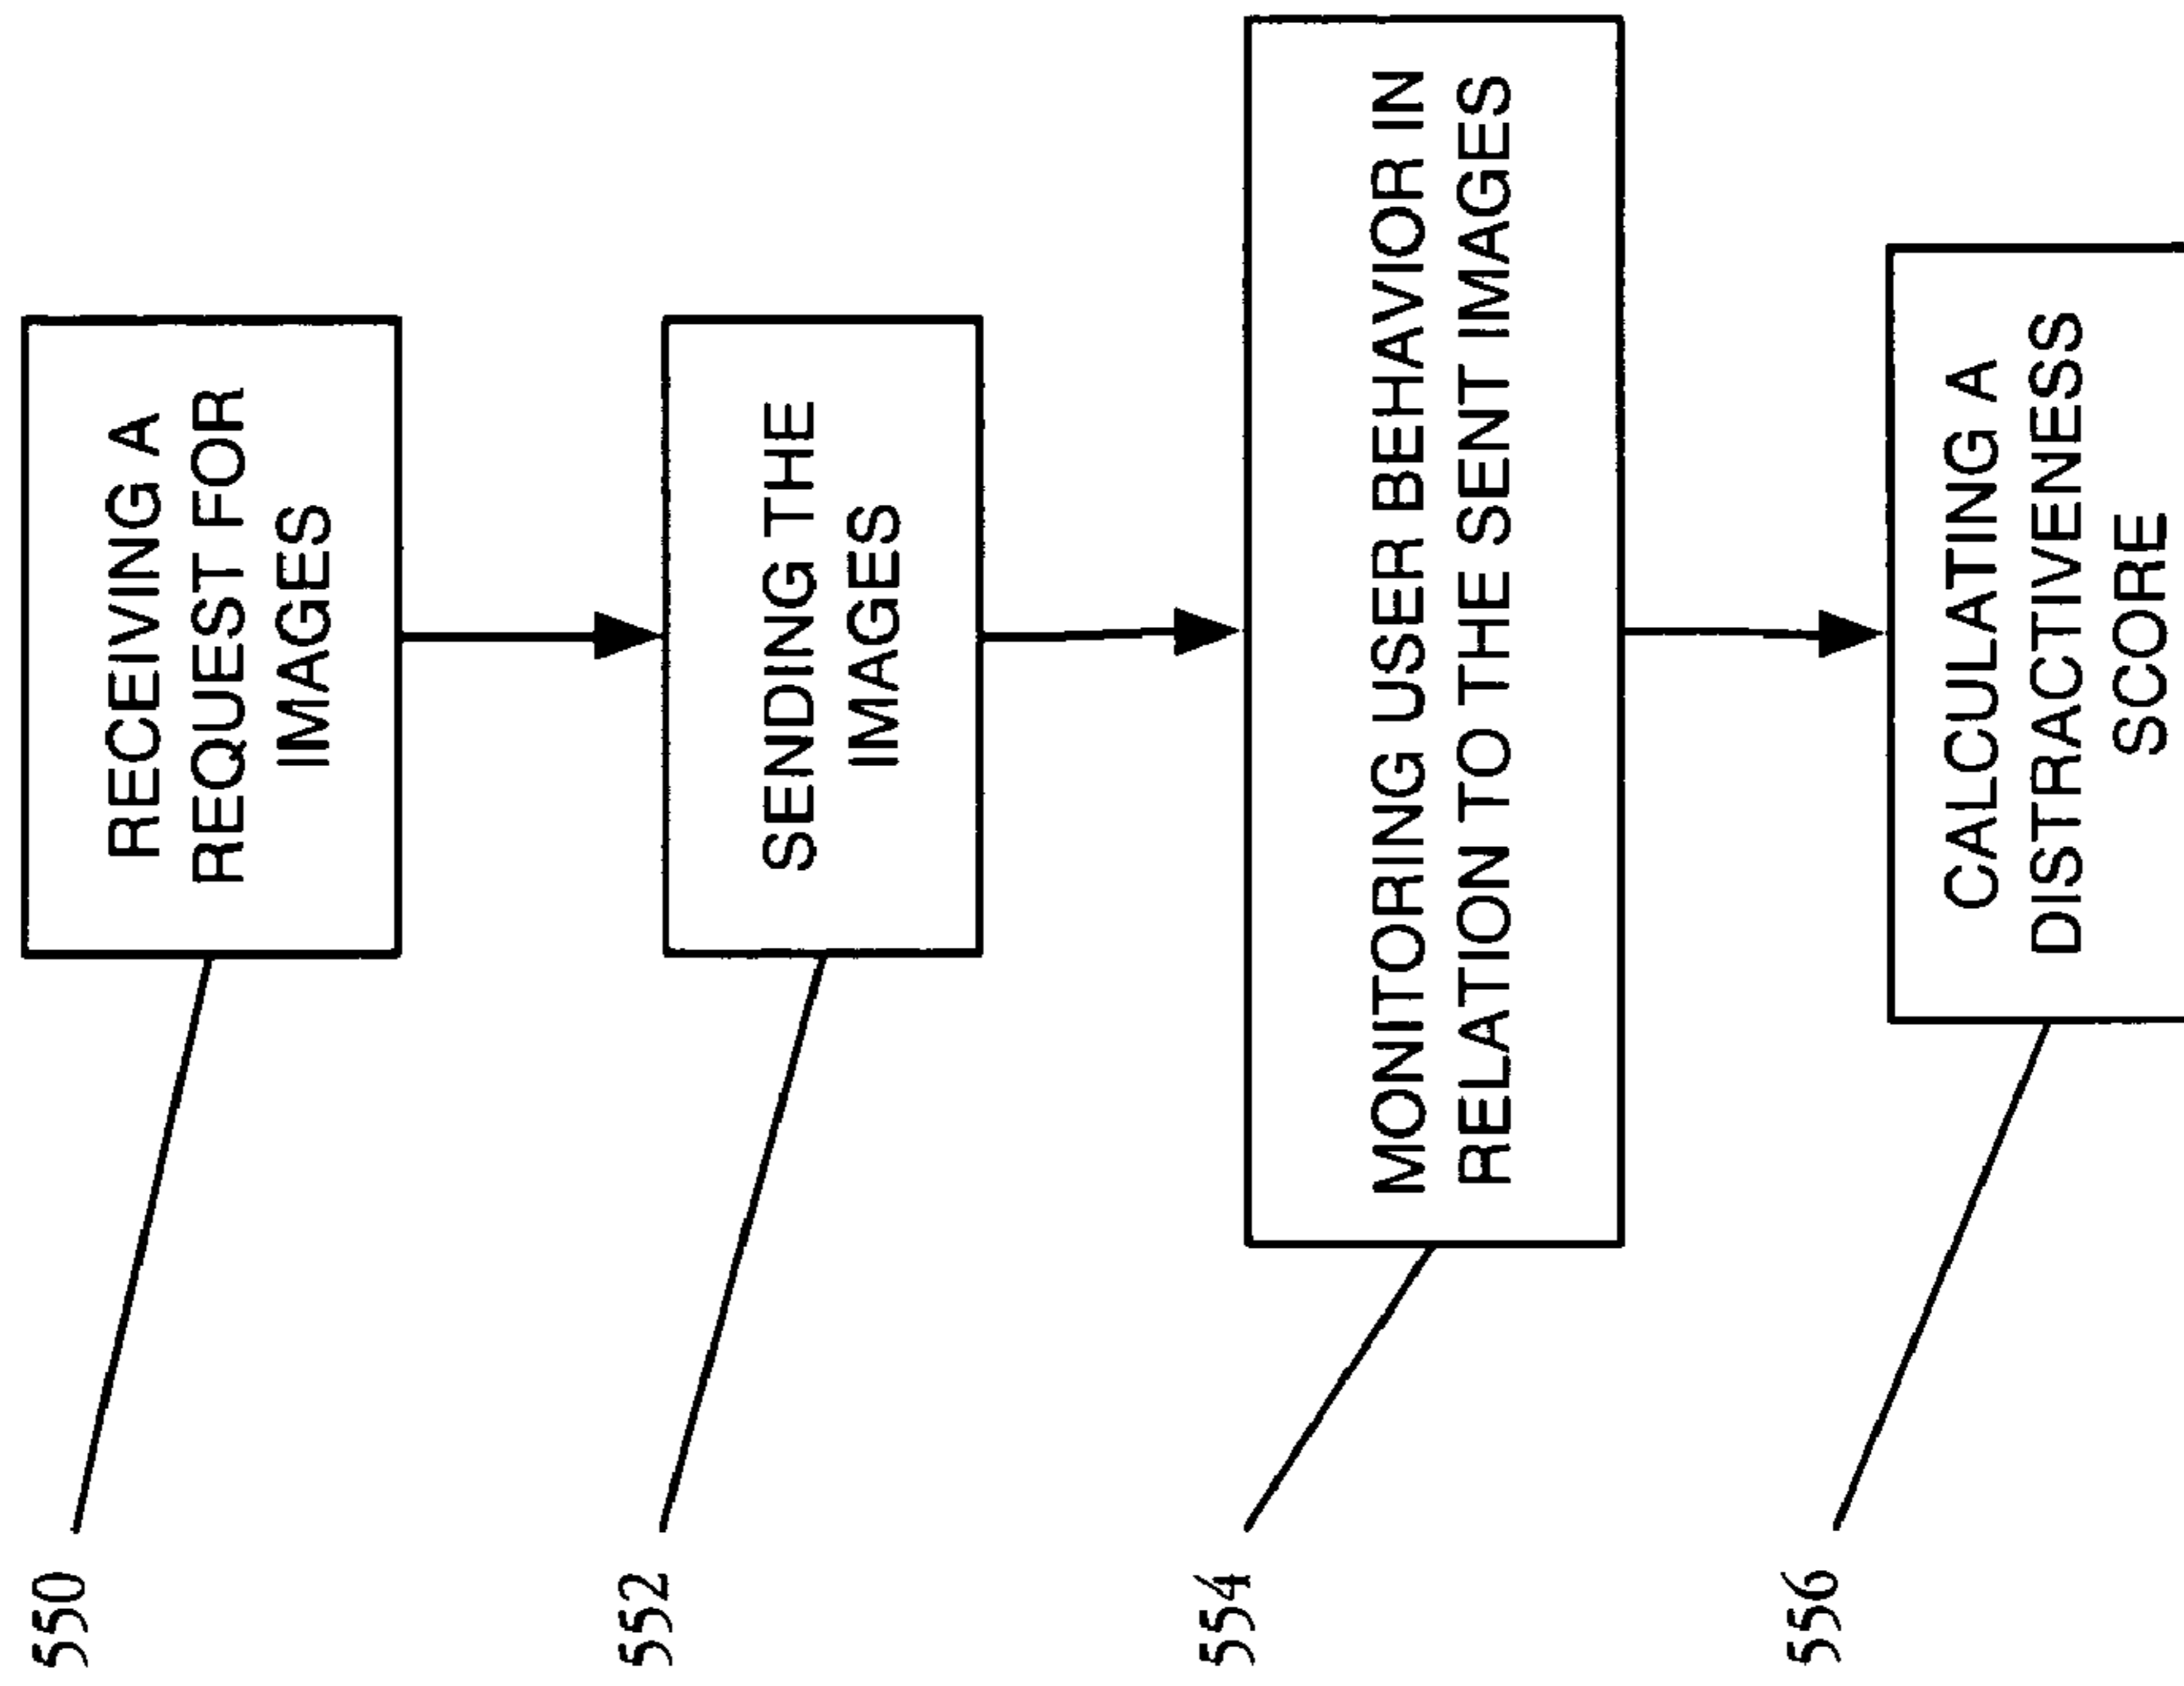 550
RECEIVING A
REQUEST FOR
IMAGES
552
SENDING THE
IMAGES
554
MONITORING USER BEHAVIOR IN
RELATION TO THE SENT IMAGES
556
CALCULATING A
DISTRACTIVENESS
SCORE